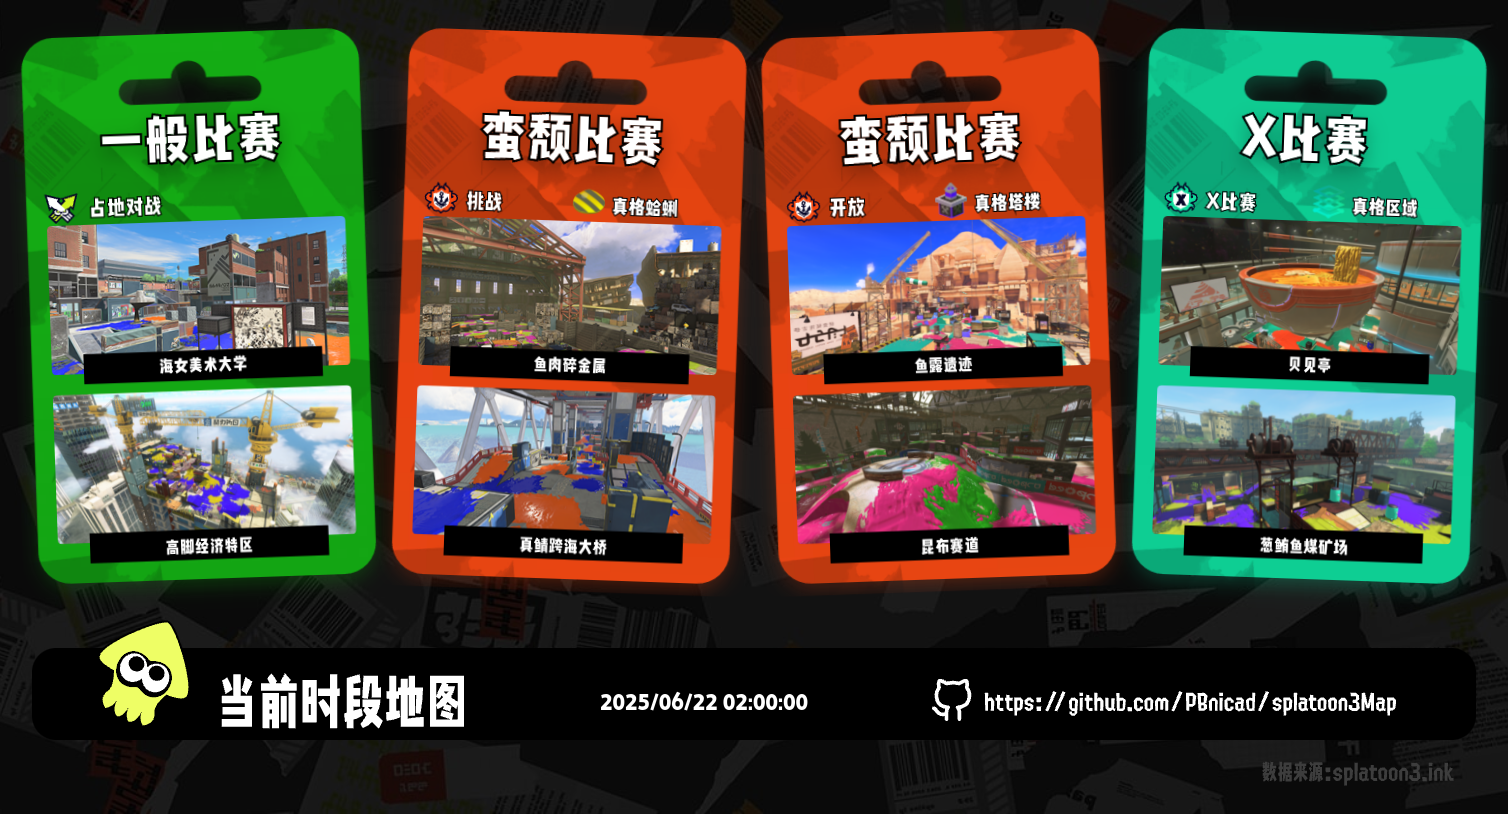 一般比赛
占地对战
海女美术大学
高脚经济特区
蛮颓比赛
挑战
真格蛤蜊
鱼肉碎金属
真鲷跨海大桥
蛮颓比赛
开放
真格塔楼
鱼露遗迹
昆布赛道
X比赛
X比赛
真格区域
贝见亭
葱鲔鱼煤矿场
当前时段地图
2025/06/22 02:00:00
https://github.com/PBnicad/splatoon3Map
数据来源:splatoon3.ink